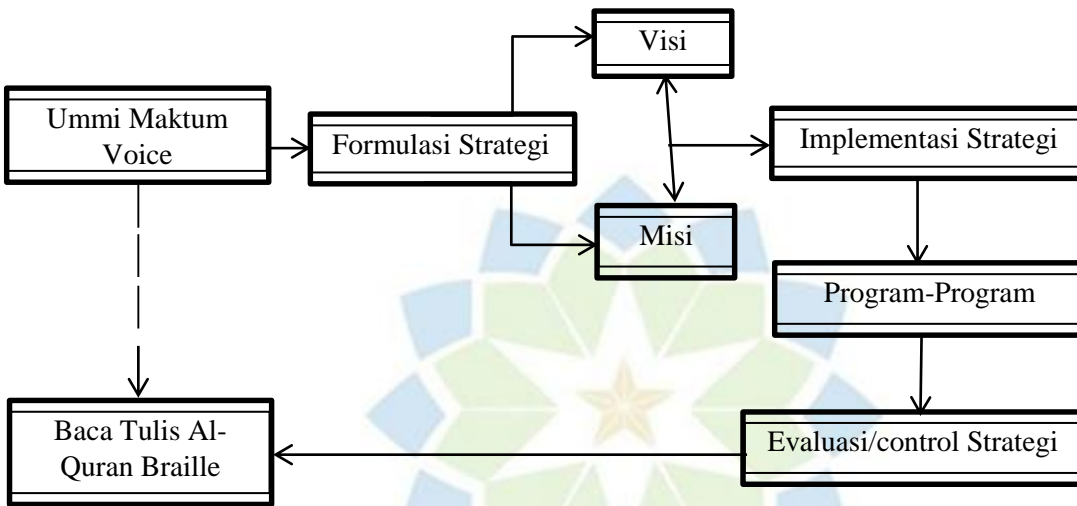 Visi
Ummi Maktum
Voice
Formulasi Strategi
Implementasi Strategi
Misi
Program-Program
Baca Tulis Al-
Quran Braille
Evaluasi/control Strategi